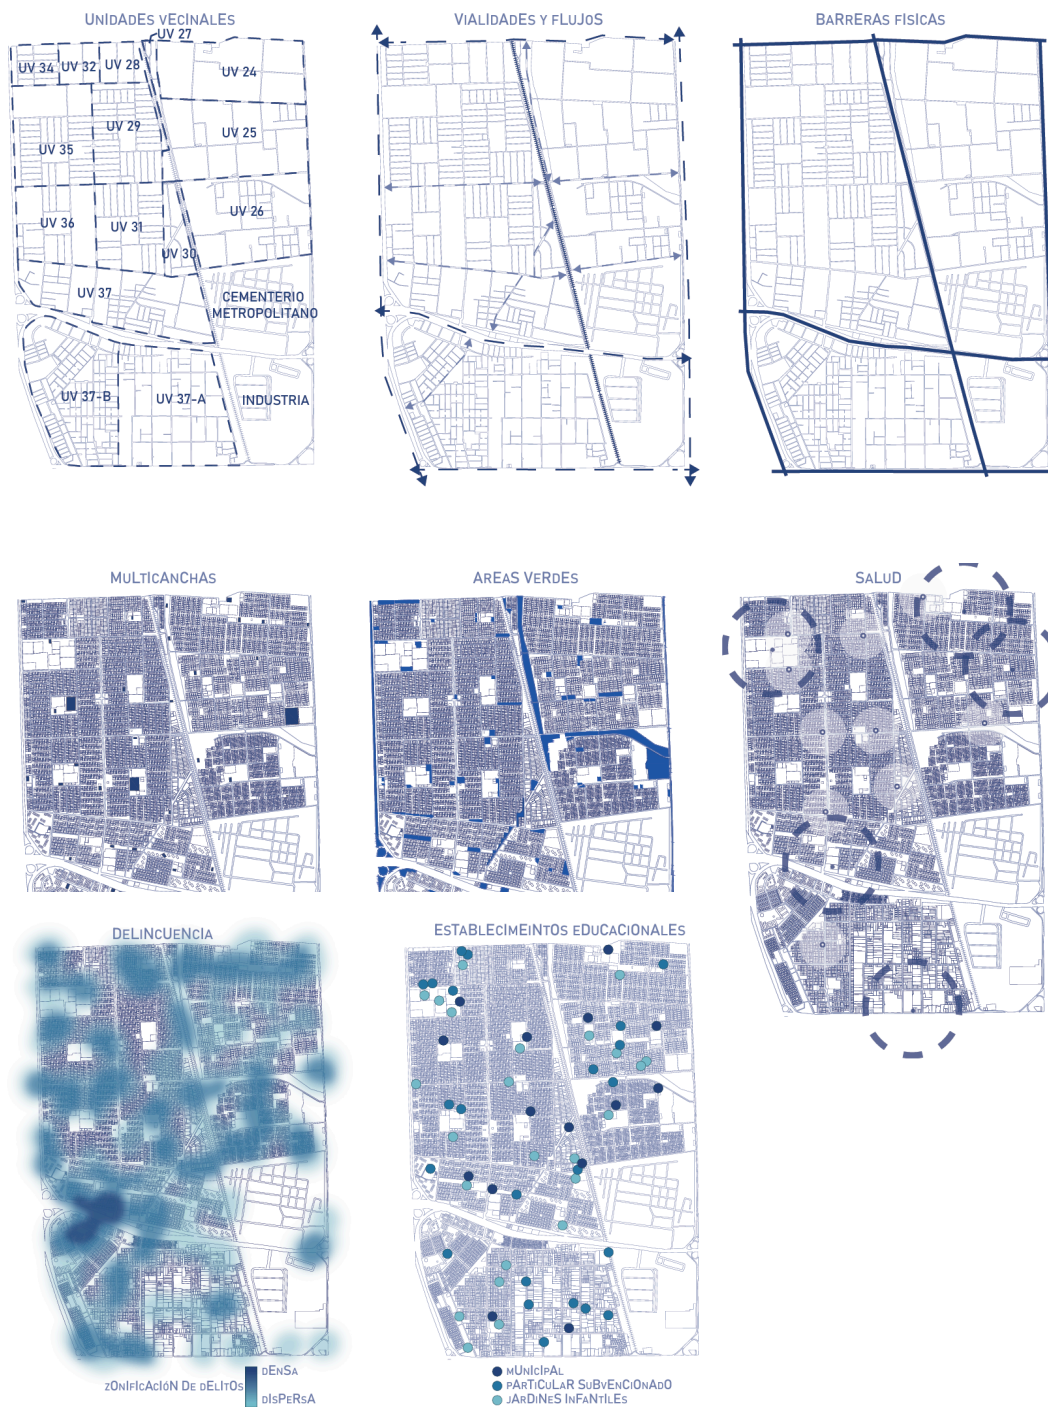 UNIDADES VECINALES
VIALIDADES Y FLUJOS
BARRERAS FÍSICAS
UV 27
UV 34
UV 32
UV 28
UV 24
UV 29
UV 25
UV 35
UV 36
UV 31
UV 26
UV 30
UV 37
CEMENTERIO
METROPOLITANO
UV 37-B
UV 37-A
INDUSTRIA
MULTICANCHAS
AREAS VERDES
SALUD
DELINCUENCIA
ESTABLECIMEINTOS EDUCACIONALES
ZONIFICACIÓN DE DELITOS
DENSA
DISPERSA
MUNICIPAL
PARTICULAR SUBVENCIONADO
JARDINES INFANTILES